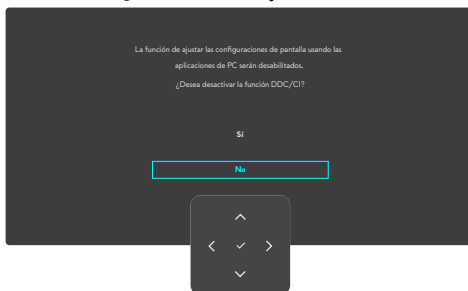 La función de ajustar las configuraciones de pantalla usando las
aplicaciones de PC serán desabilitados.
¿Desea desactivar la función DDC/CI?
Sí
No